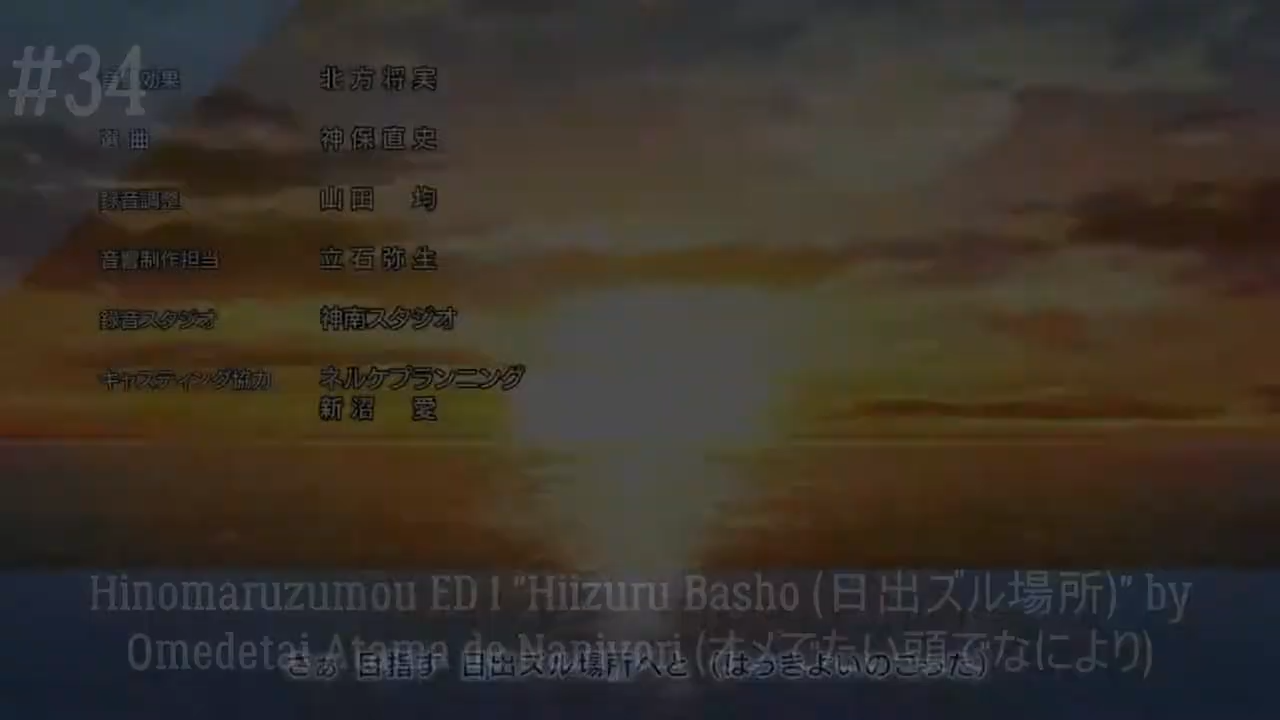 #34
音響効果 北方将実
選曲 神保直史
録音調整 山田 均
音響制作担当 立石弥生
録音スタジオ 神南スタジオ
キャスティング協力 ネルケプランニング
新沼 愛
Hinomaruzumou ED 1 "Hiizuru Basho (日出ズル場所)" by
Omedetai Atama de Naniyori (オメでたい頭でなにより)
さぁ 目指す 日出ズル場所へと (はっきよいのこった)